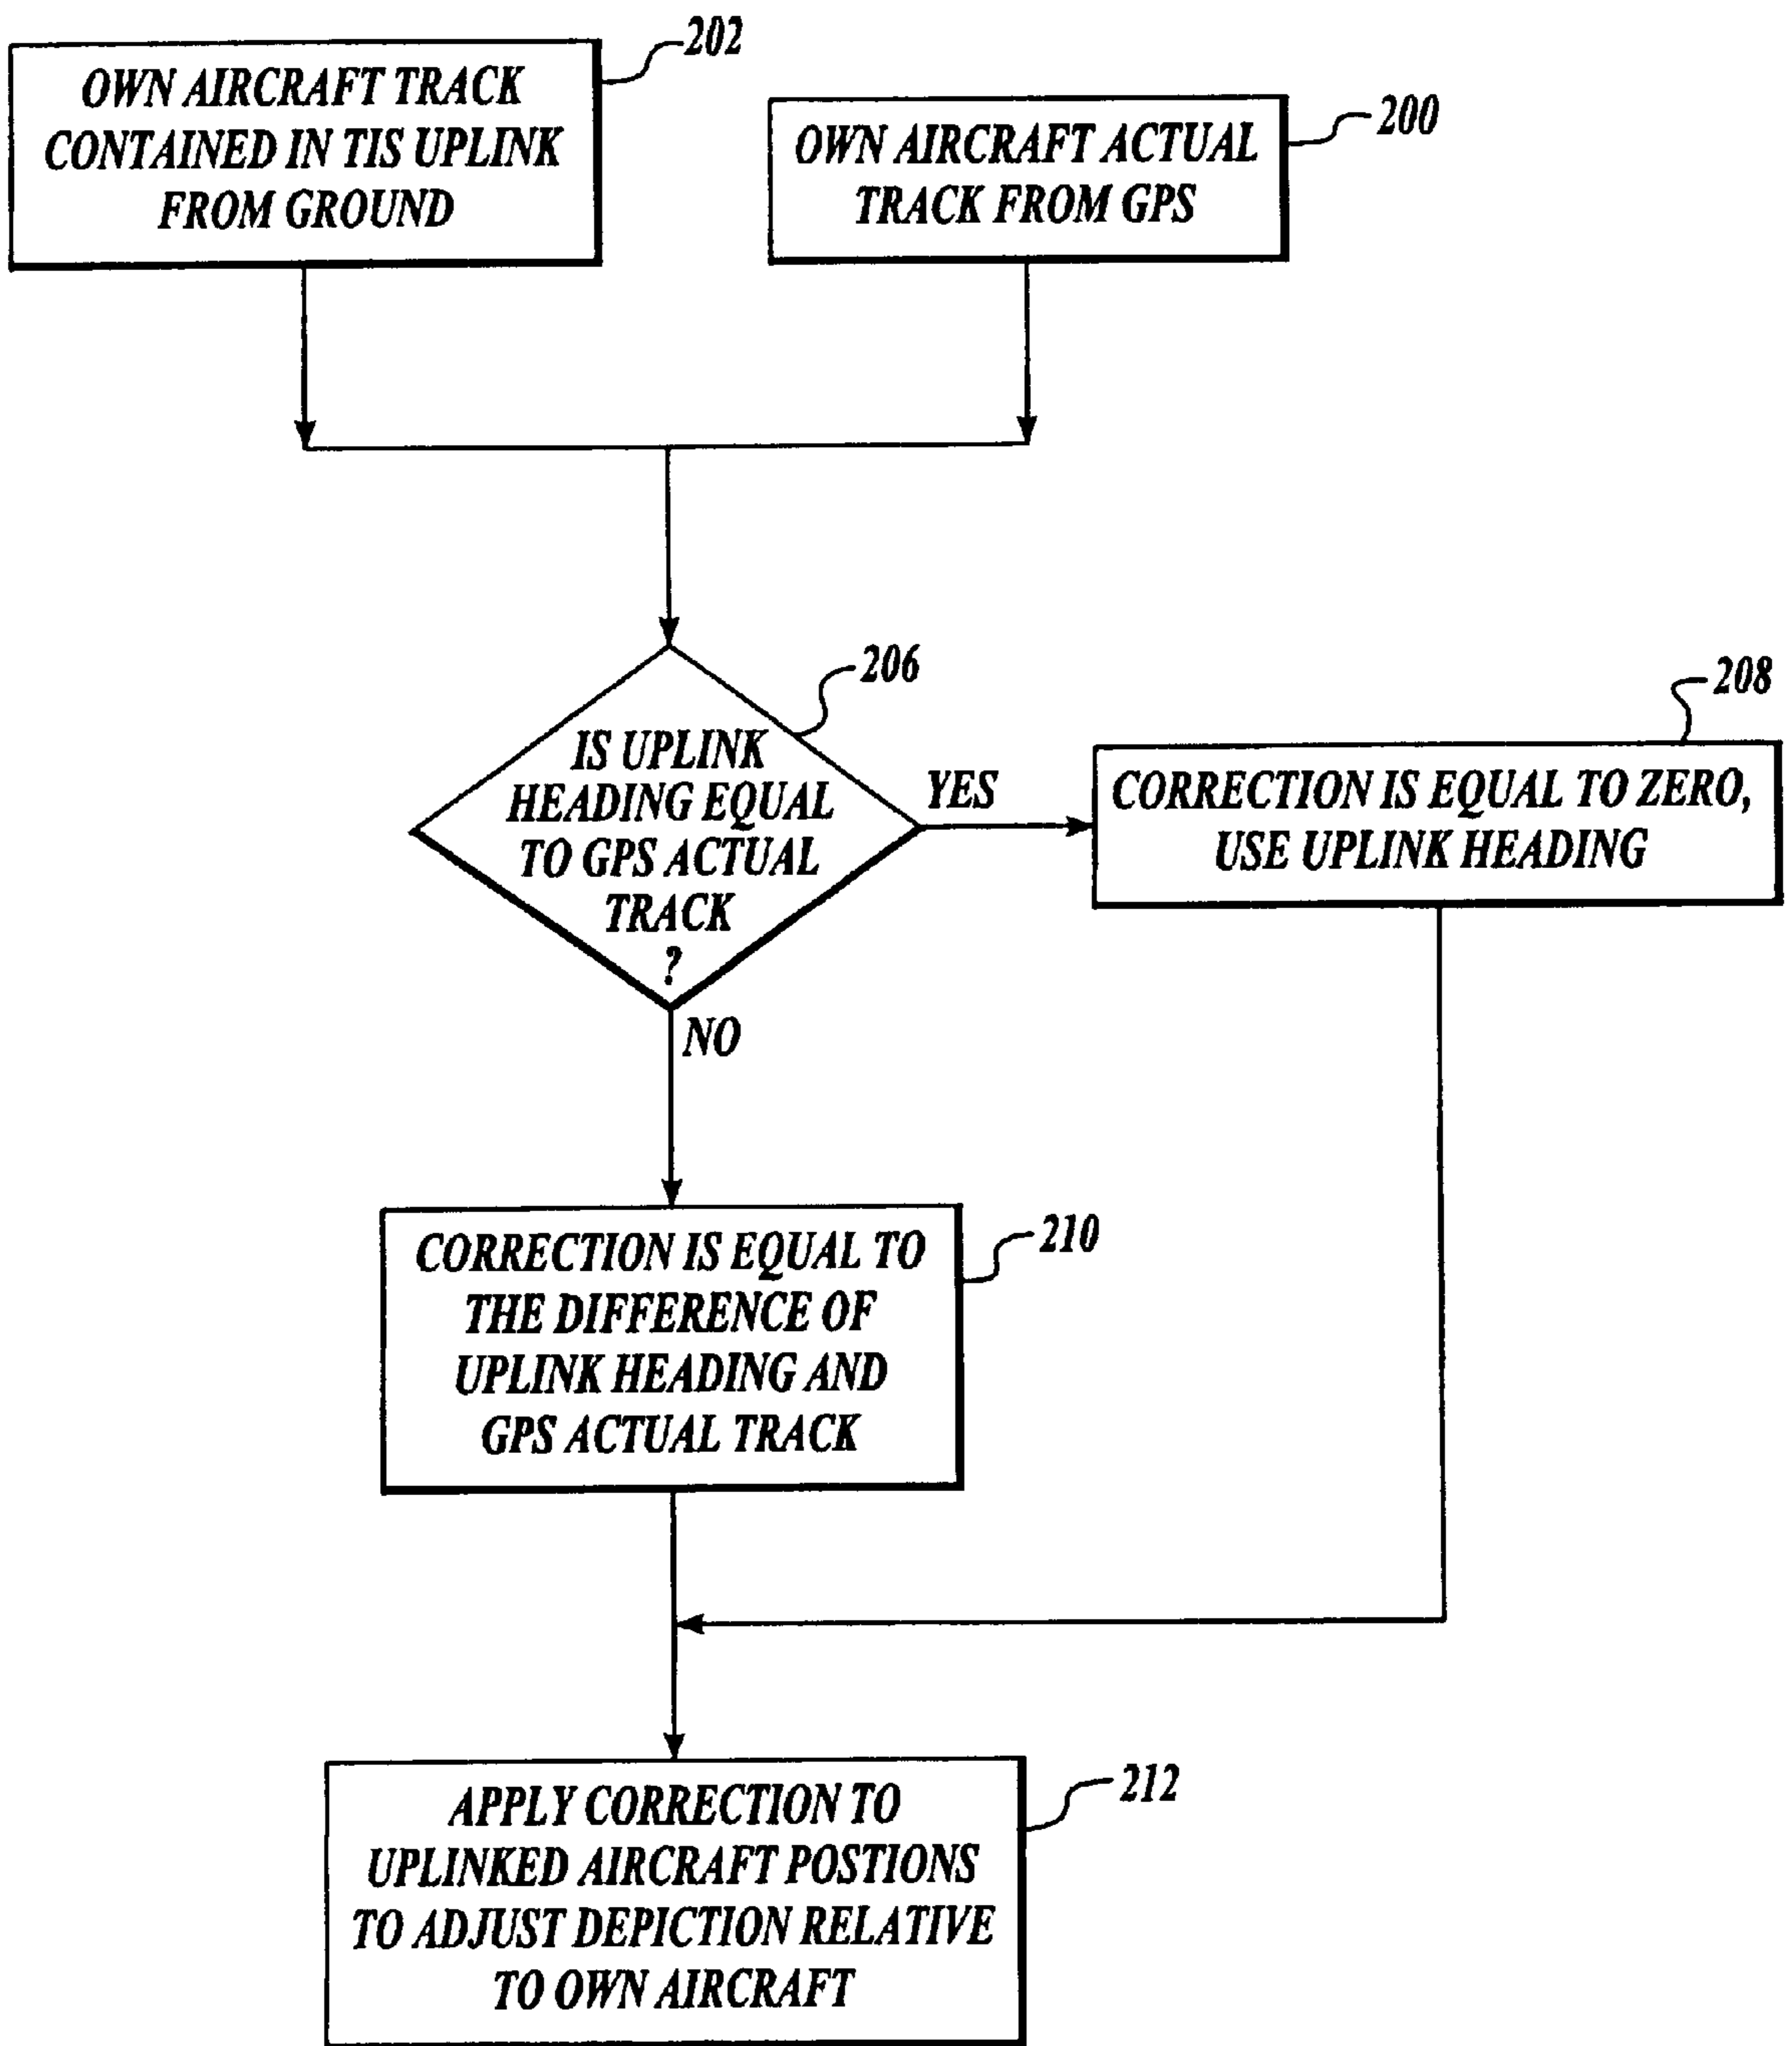 202
OWN AIRCRAFT TRACK
CONTAINED IN TIS UPLINK
FROM GROUND
200
OWN AIRCRAFT ACTUAL
TRACK FROM GPS
206
IS UPLINK
HEADING EQUAL
TO GPS ACTUAL
TRACK
?
YES
NO
208
CORRECTION IS EQUAL TO ZERO,
USE UPLINK HEADING
210
CORRECTION IS EQUAL TO
THE DIFFERENCE OF
UPLINK HEADING AND
GPS ACTUAL TRACK
212
APPLY CORRECTION TO
UPLINKED AIRCRAFT POSTIONS
TO ADJUST DEPICTION RELATIVE
TO OWN AIRCRAFT